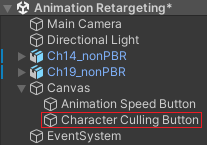 Animation Retargeting*
Main Camera
Directional Light
Ch14_nonPBR
Ch19_nonPBR
Canvas
Animation Speed Button
Character Culling Button
EventSystem